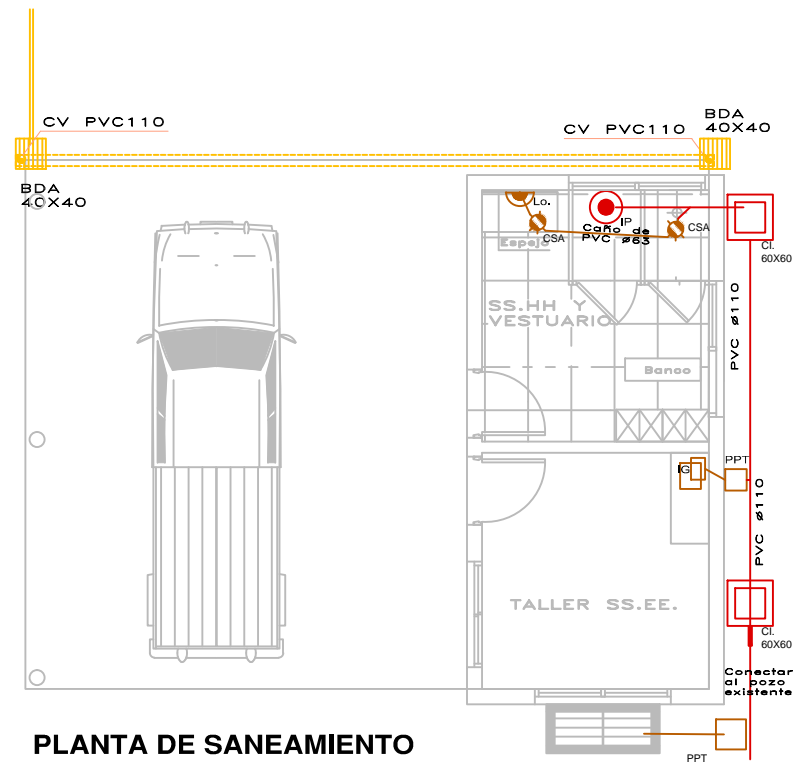 CV PVC110
BDA
40X40
CV PVC110
BDA
40X40
Lo.
IP
Caño de
PVC ø63
CSA
CSA
Espejo
CI.
60X60
SS.HH Y
VESTUARIO
PVC ø110
Banco
PPT
IG
PVC ø110
TALLER SS.EE.
CI.
60X60
Conectar
al pozo
existente
PLANTA DE SANEAMIENTO
PPT